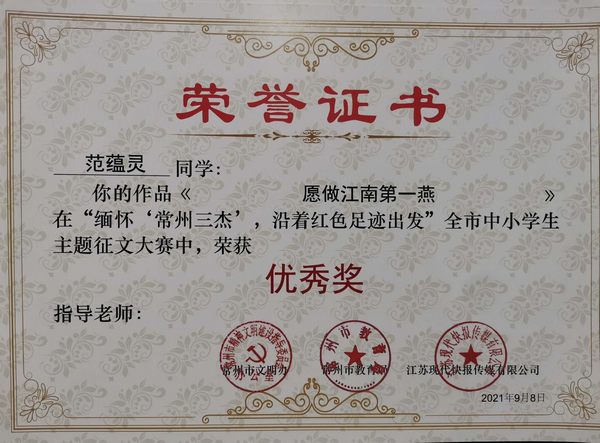 荣誉证书
范蕴灵 同学：
你的作品《 愿做江南第一燕 》
在“缅怀‘常州三杰’，沿着红色足迹出发”全市中小学生
主题征文大赛中，荣获
优秀奖
指导老师：
常州市文明办 常州市教育局 江苏现代快报传媒有限公司
2021年9月8日